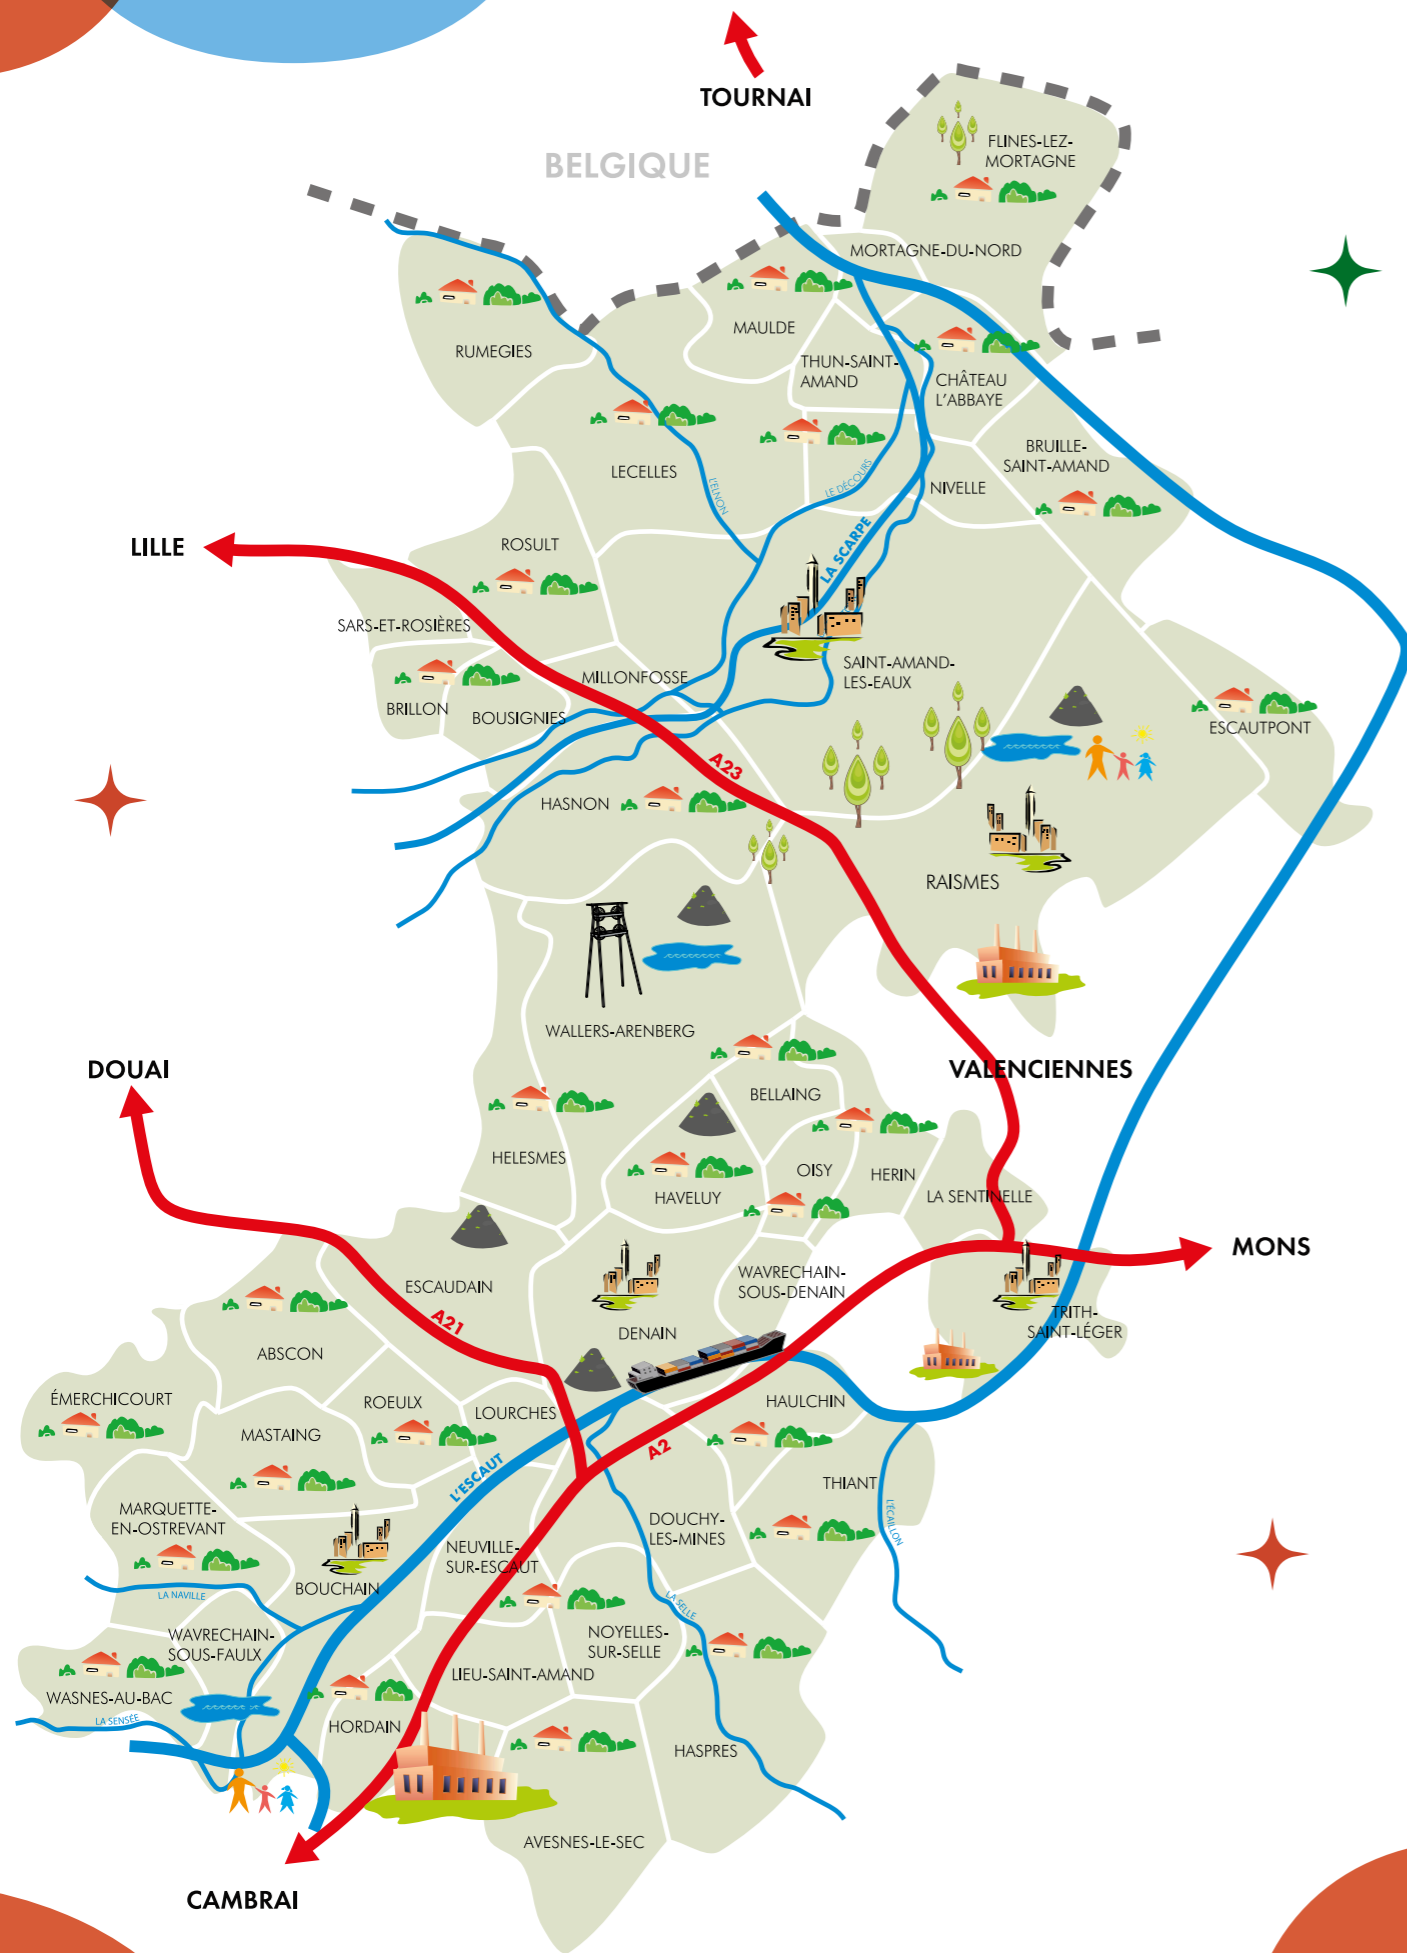 TOURNAI
BELGIQUE
FLINES-LEZ-
MORTAGNE
MORTAGNE-DU-NORD
MAULDE
RUMEGIES
THUN-SAINT-
AMAND
CHÂTEAU
L'ABBAYE
BRUILLE-
SAINT-AMAND
LECELLES
L'ELNON
LE DÉCOURS
NIVELLE
LILLE
ROSULT
LA SCARPE
SARS-ET-ROSIÈRES
SAINT-AMAND-
LES-EAUX
MILLONFOSSE
BRILLON
BOUSIGNIES
ESCAUTPONT
A23
HASNON
RAISMES
WALLERS-ARENBERG
DOUAI
VALENCIENNES
BELLAING
HELESMES
OISY
HERIN
HAVELUY
LA SENTINELLE
MONS
ESCAUDAIN
WAVRECHAIN-
SOUS-DENAIN
A21
DENAIN
TRITH-
SAINT-LÉGER
ABSCON
ÉMERCHICOURT
ROEULX
LOURCHES
HAULCHIN
MASTAING
A2
L'ESCAUT
THIANT
MARQUETTE-
EN-OSTREVANT
DOUCHY-
LES-MINES
L'ÉCAILLON
NEUVILLE-
SUR-ESCAUT
BOUCHAIN
LA NAVILLE
LA SELLE
WAVRECHAIN-
SOUS-FAULX
NOYELLES-
SUR-SELLE
LIEU-SAINT-AMAND
WASNES-AU-BAC
LA SENSÉE
HORDAIN
HASPRES
AVESNES-LE-SEC
CAMBRAI